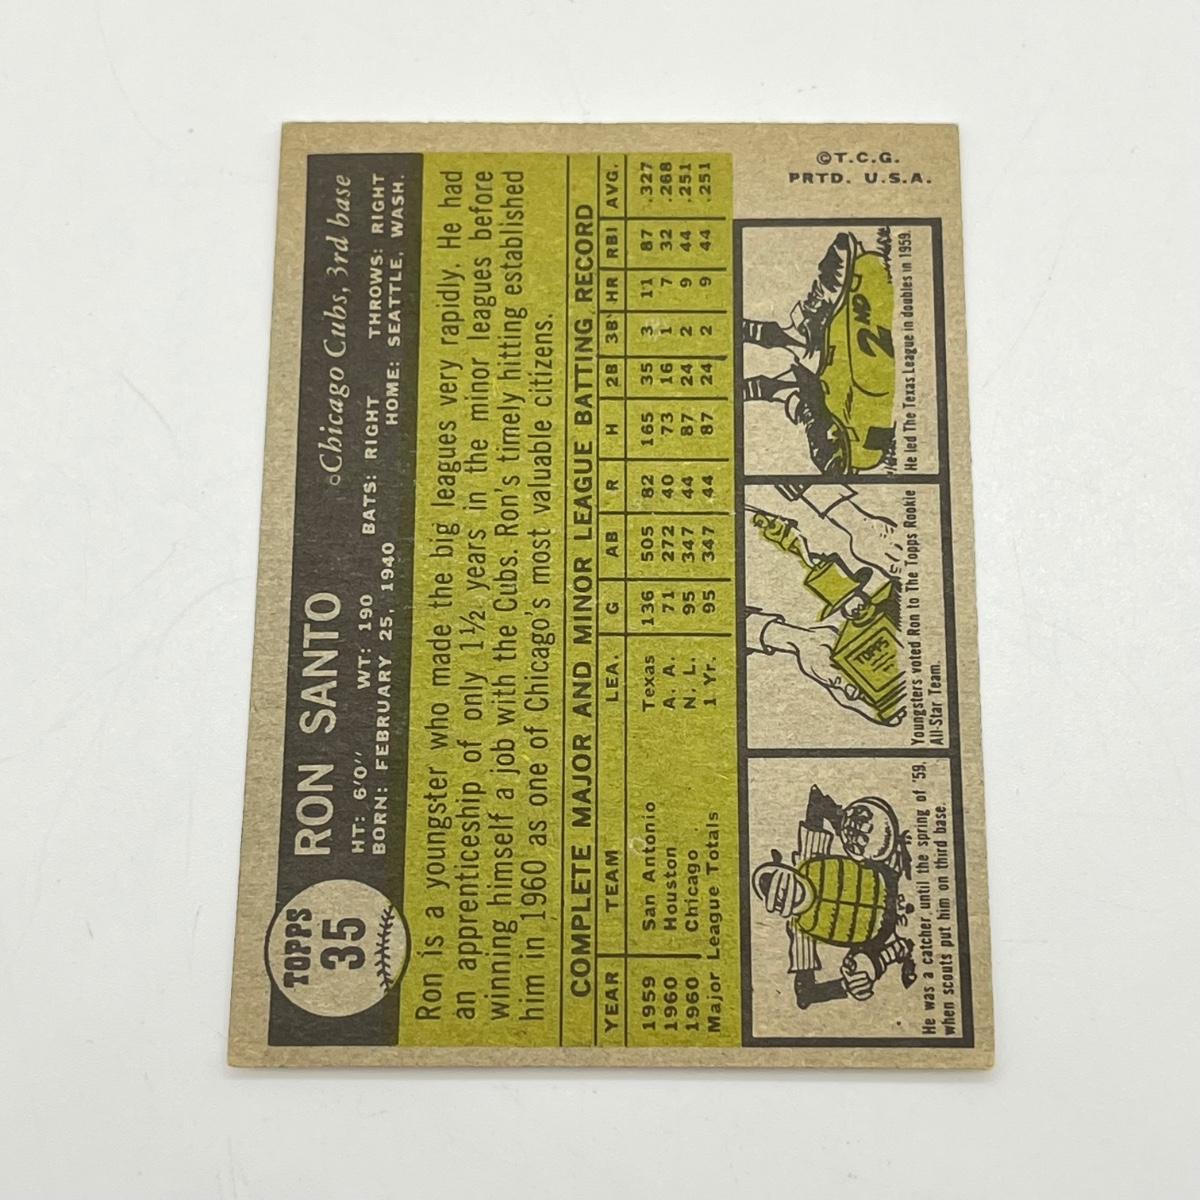 TOPPS
35
RON SANTO
Chicago Cubs, 3rd base
HT: 6'0" WT: 190 BATS: RIGHT THROWS: RIGHT
BORN: FEBRUARY 25, 1940 HOME: SEATTLE, WASH.
Ron is a youngster who made the big leagues very rapidly. He had
an apprenticeship of only 1½ years in the minor leagues before
winning himself a job with the Cubs. Ron's timely hitting established
him in 1960 as one of Chicago's most valuable citizens.
COMPLETE MAJOR AND MINOR LEAGUE BATTING RECORD
YEAR TEAM LEA. G AB R H 2B 3B HR RBI AVG.
1959 San Antonio Texas 136 505 82 165 35 3 11 87 .327
1960 Houston A. A. 71 272 40 73 16 1 7 32 .268
1960 Chicago N. L. 95 347 44 87 24 2 9 44 .251
Major League Totals 1 Yr. 95 347 44 87 24 2 9 44 .251
3rd
He was a catcher until the spring of '59,
when scouts put him on third base.
TOPPS
Youngsters voted Ron to The Topps Rookie
All-Star Team.
2ND
He led The Texas League in doubles in 1959.
©T.C.G.
PRTD. U.S.A.